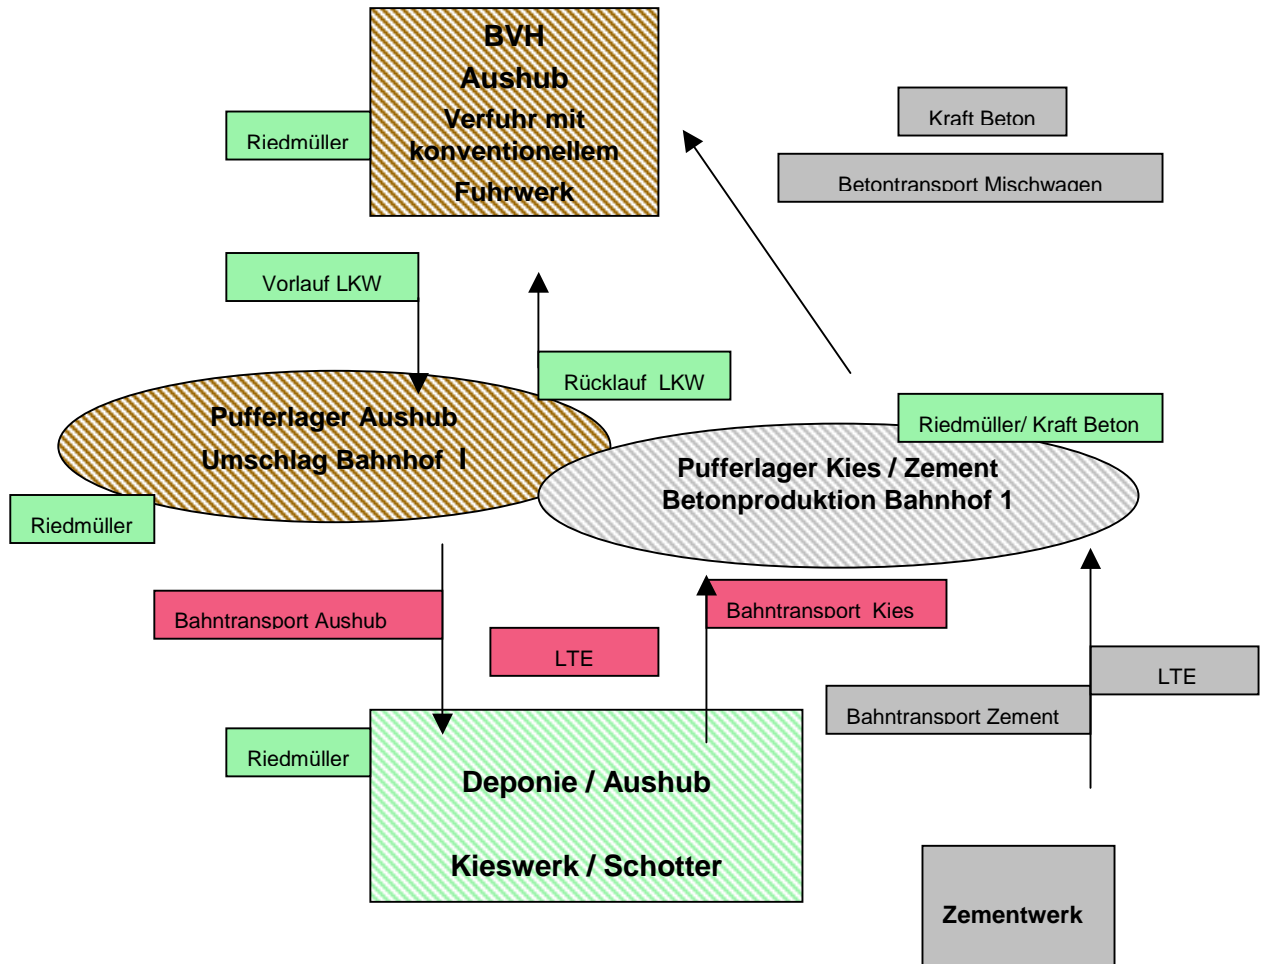 BVH
Aushub
Verfuhr mit
konventionellem
Fuhrwerk
Riedmüller
Kraft Beton
Betontransport Mischwagen
Vorlauf LKW
Rücklauf LKW
Pufferlager Aushub
Umschlag Bahnhof I
Riedmüller/ Kraft Beton
Pufferlager Kies / Zement
Betonproduktion Bahnhof 1
Riedmüller
Bahntransport Aushub
LTE
Bahntransport Kies
LTE
Bahntransport Zement
Riedmüller
Deponie / Aushub
Kieswerk / Schotter
Zementwerk